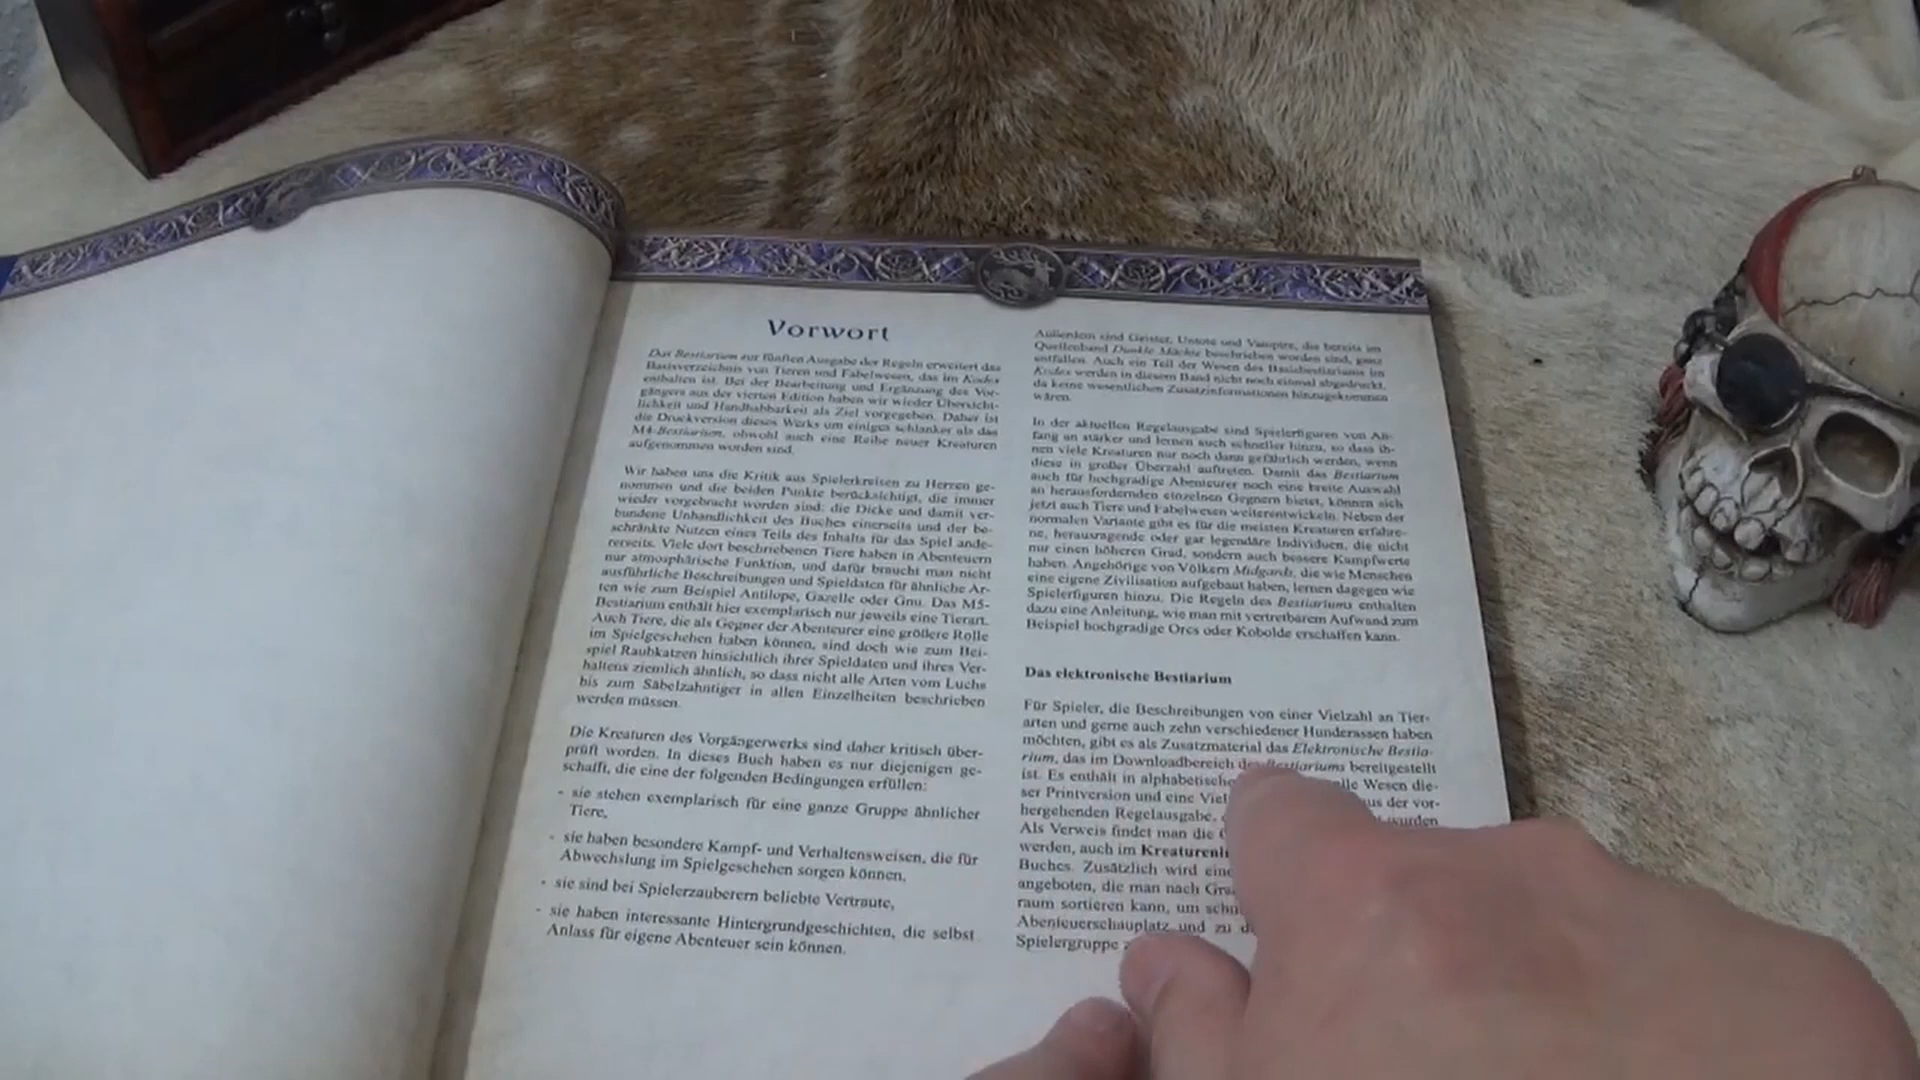 Vorwort
Das Bestiarium zur fünften Ausgabe der Regeln erweitert das
Basisverzeichnis von Tieren und Fabelwesen, das im Kodex
enthalten ist. Bei der Bearbeitung und Ergänzung des Vor-
gängers aus der vierten Edition haben wir wieder Übersicht-
lichkeit und Handhabbarkeit als Ziel vorgegeben. Daher ist
die Druckversion dieses Werks um einiges schlanker als das
M4-Bestiarium, obwohl auch eine Reihe neuer Kreaturen
aufgenommen worden sind.
Wir haben uns die Kritik aus Spielerkreisen zu Herzen ge-
nommen und die beiden Punkte berücksichtigt, die immer
wieder vorgebracht worden sind: die Dicke und damit ver-
bundene Unhandlichkeit des Buches einerseits und der be-
schränkte Nutzen eines Teils des Inhalts für das Spiel ande-
rerseits. Viele dort beschriebenen Tiere haben in Abenteuern
nur atmosphärische Funktion, und dafür braucht man nicht
ausführliche Beschreibungen und Spieldaten für ähnliche Ar-
ten wie zum Beispiel Antilope, Gazelle oder Gnu. Das M5-
Bestiarium enthält hier exemplarisch nur jeweils eine Tierart.
Auch Tiere, die als Gegner der Abenteurer eine größere Rolle
im Spielgeschehen haben können, sind doch wie zum Bei-
spiel Raubkatzen hinsichtlich ihrer Spieldaten und ihres Ver-
haltens ziemlich ähnlich, so dass nicht alle Arten vom Luchs
bis zum Säbelzahntiger in allen Einzelheiten beschrieben
werden müssen.
Die Kreaturen des Vorgängerwerks sind daher kritisch über-
prüft worden. In dieses Buch haben es nur diejenigen ge-
schafft, die eine der folgenden Bedingungen erfüllen:
- sie stehen exemplarisch für eine ganze Gruppe ähnlicher
Tiere,
- sie haben besondere Kampf- und Verhaltensweisen, die für
Abwechslung im Spielgeschehen sorgen können,
- sie sind bei Spielerzauberern beliebte Vertraute,
- sie haben interessante Hintergrundgeschichten, die selbst
Anlass für eigene Abenteuer sein können.
Außerdem sind Geister, Untote und Vampire, die bereits im
Quellenband Dunkle Mächte beschrieben worden sind, ganz
entfallen. Auch ein Teil der Wesen des Basisbestiariums im
Kodex werden in diesem Band nicht noch einmal abgedruckt,
da keine wesentlichen Zusatzinformationen hinzugekommen
wären.
In der aktuellen Regelausgabe sind Spielerfiguren von An-
fang an stärker und lernen auch schneller hinzu, so dass ih-
nen viele Kreaturen nur noch dann gefährlich werden, wenn
diese in großer Überzahl auftreten. Damit das Bestiarium
auch für hochgradige Abenteurer noch eine breite Auswahl
an herausfordernden einzelnen Gegnern bietet, können sich
jetzt auch Tiere und Fabelwesen weiterentwickeln. Neben der
normalen Variante gibt es für die meisten Kreaturen erfahre-
ne, herausragende oder gar legendäre Individuen, die nicht
nur einen höheren Grad, sondern auch bessere Kampfwerte
haben. Angehörige von Völkern Midgards, die wie Menschen
eine eigene Zivilisation aufgebaut haben, lernen dagegen wie
Spielerfiguren hinzu. Die Regeln des Bestiariums enthalten
dazu eine Anleitung, wie man mit vertretbarem Aufwand zum
Beispiel hochgradige Orcs oder Kobolde erschaffen kann.
Das elektronische Bestiarium
Für Spieler, die Beschreibungen von einer Vielzahl an Tier-
arten und gerne auch zehn verschiedener Hunderassen haben
möchten, gibt es als Zusatzmaterial das Elektronische Bestia-
rium, das im Downloadbereich des Bestiariums bereitgestellt
ist. Es enthält in alphabetische alle Wesen die-
ser Printversion und eine Viel aus der vor-
hergehenden Regelausgabe, wurden
Als Verweis findet man die
werden, auch im Kreaturenli
Buches. Zusätzlich wird eine
angeboten, die man nach Gra
raum sortieren kann, um schn
Abenteuerschauplatz und zu d
Spielergruppe z